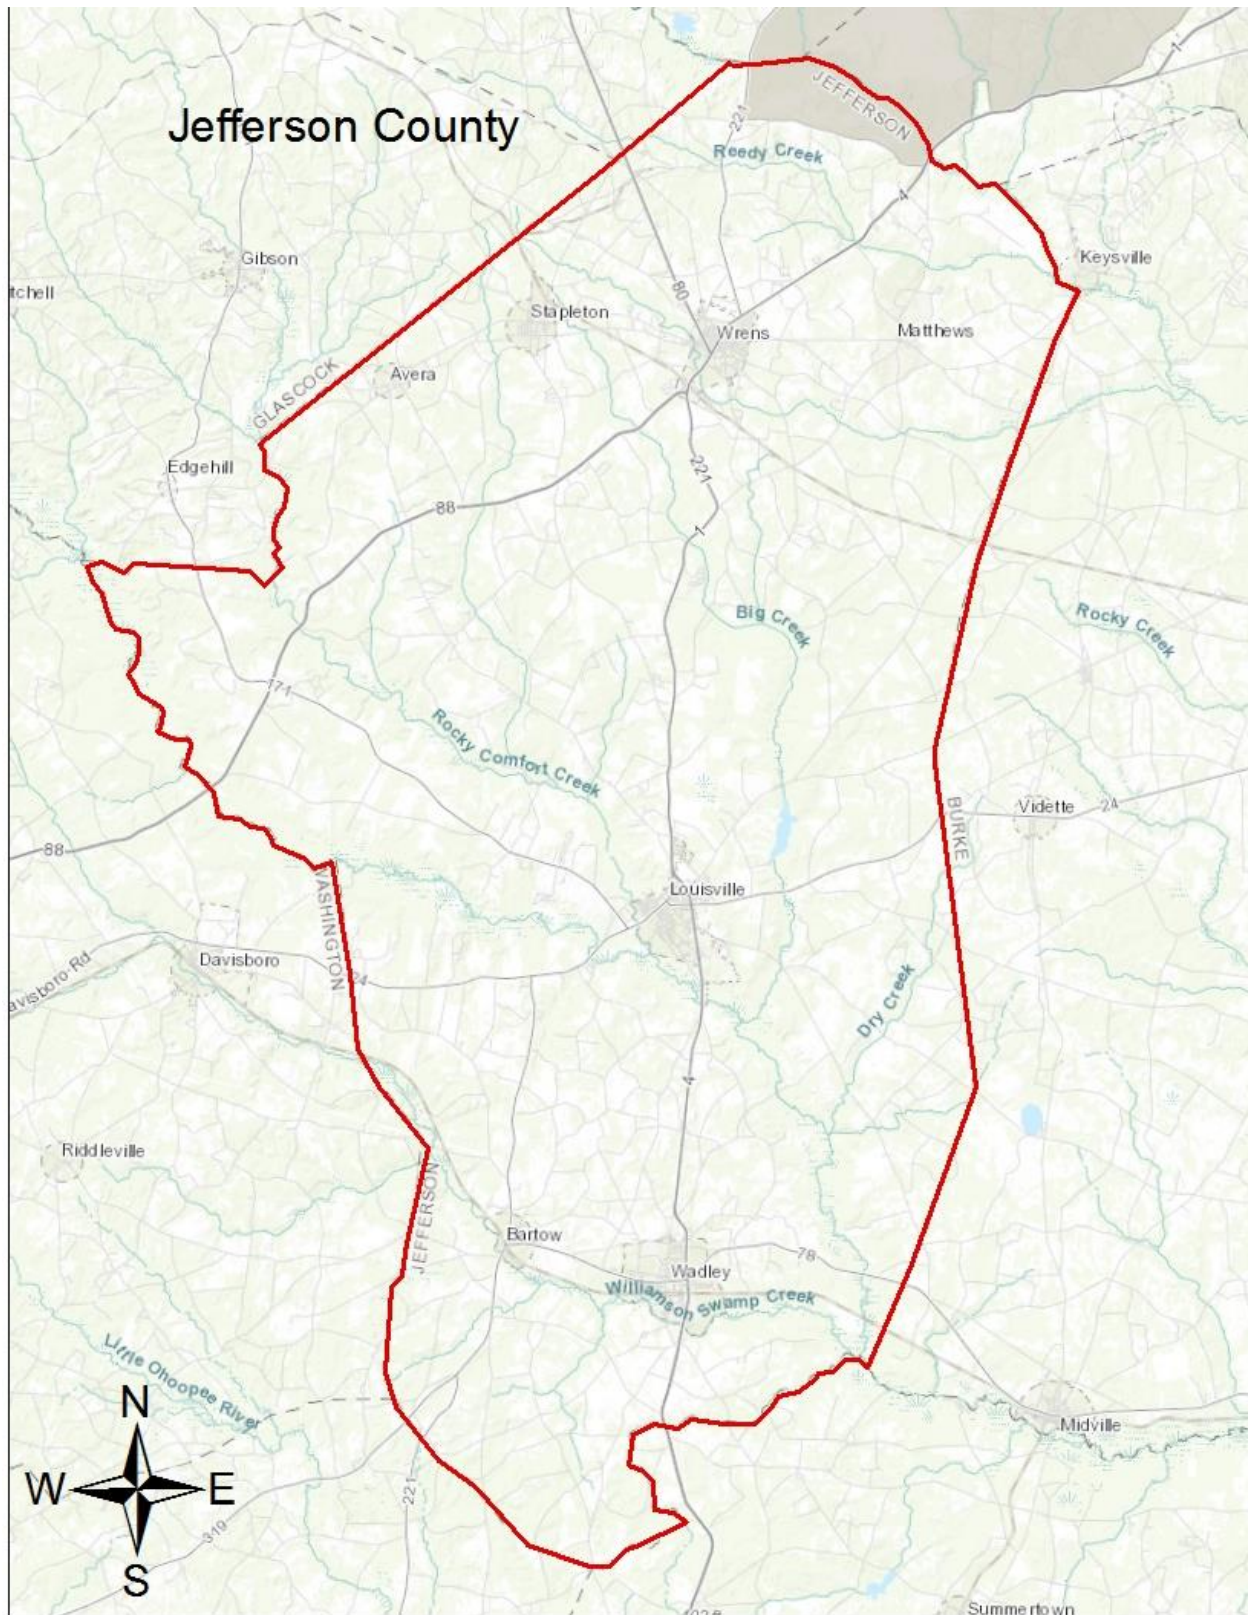 1
Jefferson County
JEFFERSON
221
Reedy Creek
4
Gibson
Keysville
tchell
80
Stapleton
Wrens
Matthews
GLASCOCK
Avera
Edgehill
221
88
1
Big Creek
Rocky Creek
171
Rocky Comfort Creek
BURKE
Vidette
24
88
Louisville
WASHINGTON
Davisboro
24
avisboro-Rd
Dry Creek
4
Riddleville
JEFFERSON
Bartow
78
Wadley
Williamson Swamp Creek
Little Ohoopee River
N
Midville
W
E
221
319
S
Summertown